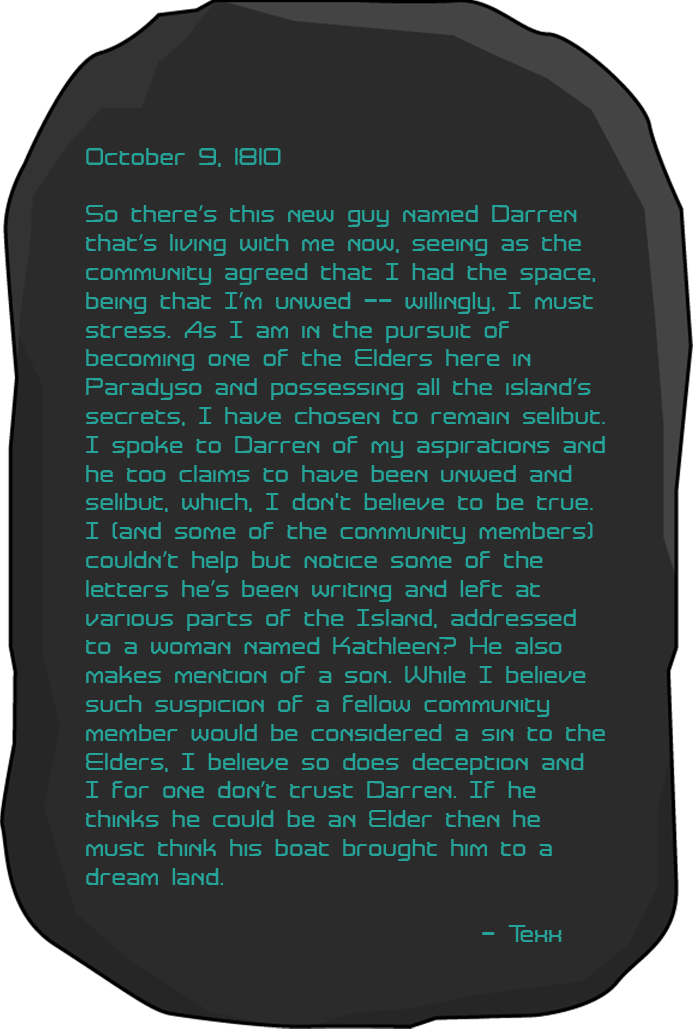 October 9, 1810
So there's this new guy named Darren
that's living with me now, seeing as the
community agreed that I had the space,
being that I'm unwed -- willingly, I must
stress. As I am in the pursuit of
becoming one of the Elders here in
Paradyso and possessing all the island's
secrets, I have chosen to remain selibut.
I spoke to Darren of my aspirations and
he too claims to have been unwed and
selibut, which, I don't believe to be true.
I (and some of the community members)
couldn't help but notice some of the
letters he's been writing and left at
various parts of the Island, addressed
to a woman named Kathleen? He also
makes mention of a son. While I believe
such suspicion of a fellow community
member would be considered a sin to the
Elders, I believe so does deception and
I for one don't trust Darren. If he
thinks he could be an Elder then he
must think his boat brought him to a
dream land.
- Texx